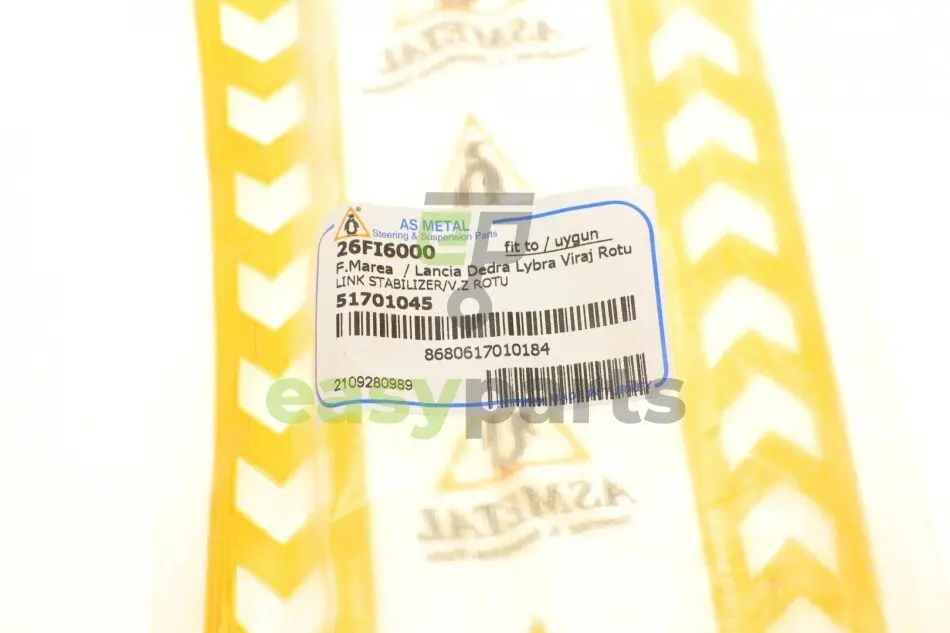 ASMETAL
AS METAL
Steering & Suspension Parts
26FI6000
fit to / uygun
F.Marea / Lancia Dedra Lybra Viraj Rotu
LINK STABILIZER/V.Z ROTU
51701045
8680617010184
2109280989
easyparts
ASMETAL